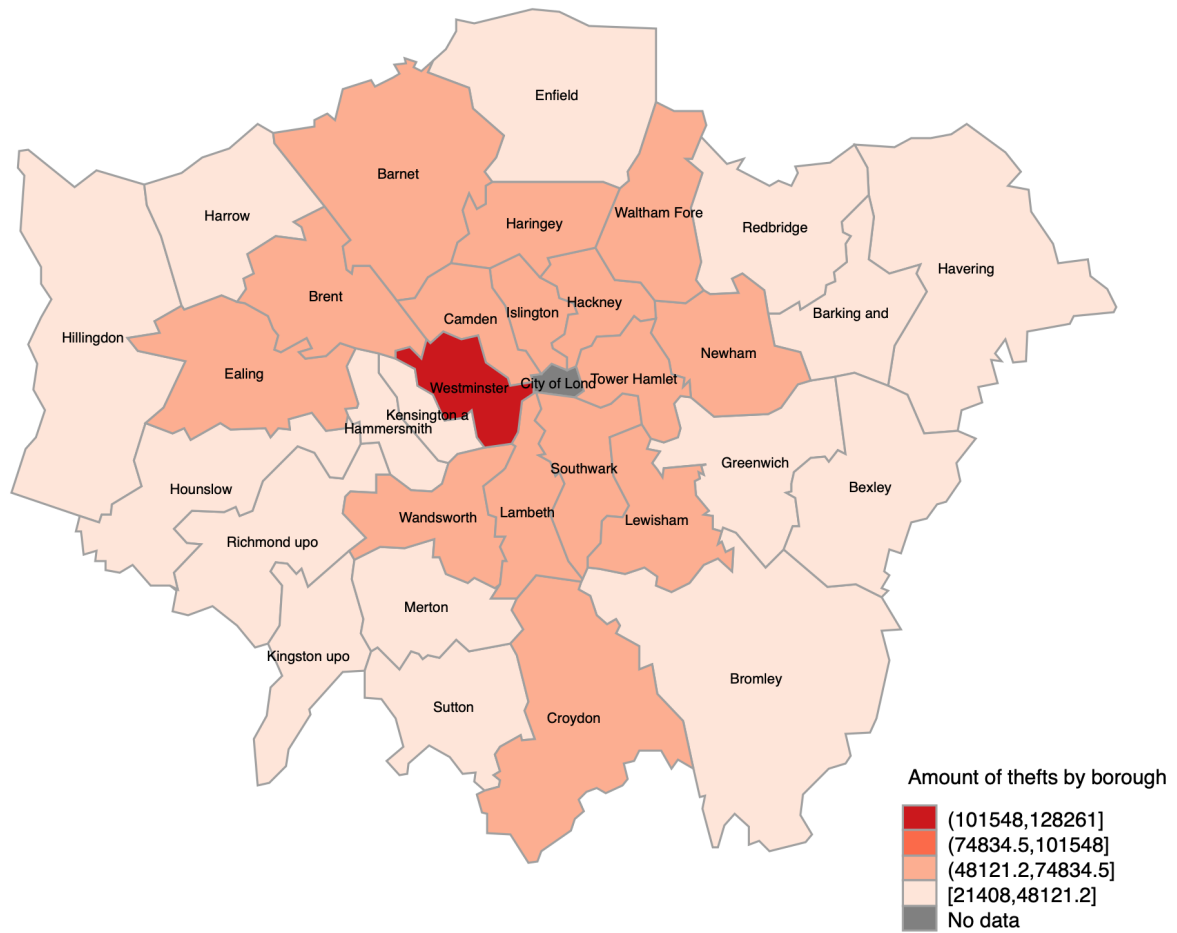 Enfield
Barnet
Harrow
Haringey
Waltham Fore
Redbridge
Havering
Brent
Hackney
Islington
Camden
Barking and
Hillingdon
Newham
Ealing
Tower Hamlet
City of Lond
Westminster
Kensington a
Hammersmith
Greenwich
Southwark
Hounslow
Bexley
Lambeth
Wandsworth
Lewisham
Richmond upo
Merton
Kingston upo
Bromley
Sutton
Croydon
Amount of thefts by borough
(101548,128261]
(74834.5,101548]
(48121.2,74834.5]
[21408,48121.2]
No data